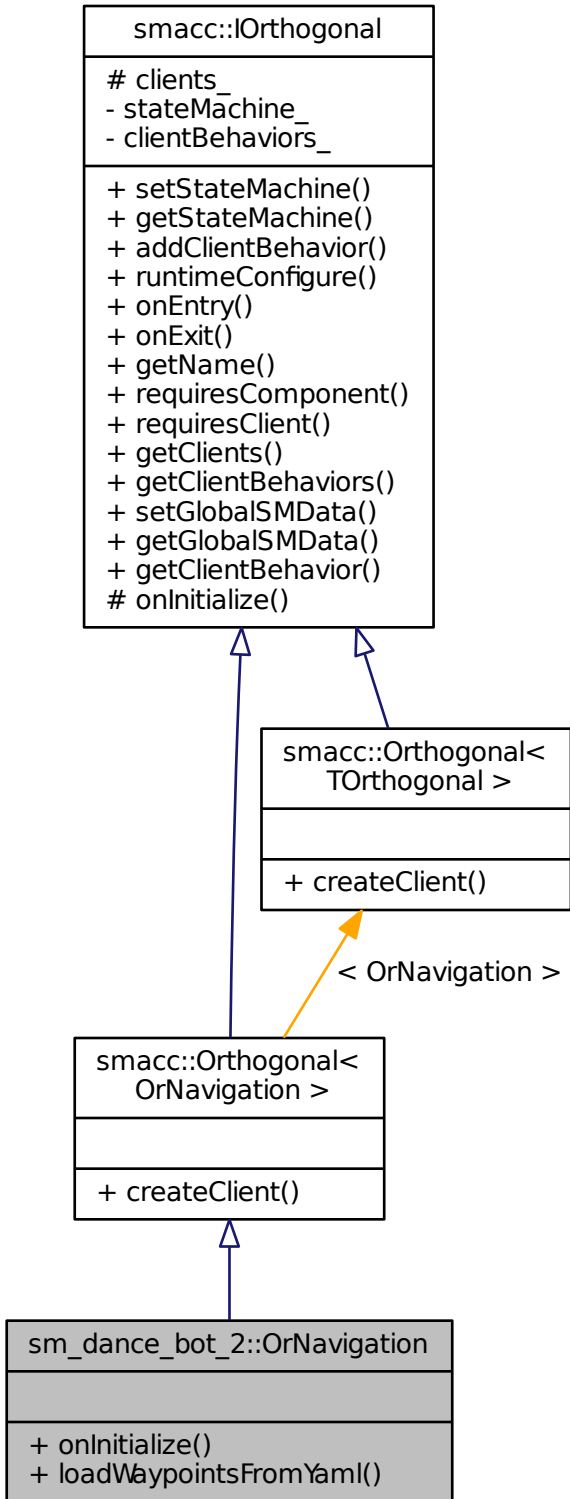 smacc::IOrthogonal
# clients_
- stateMachine_
- clientBehaviors_
+ setStateMachine()
+ getStateMachine()
+ addClientBehavior()
+ runtimeConfigure()
+ onEntry()
+ onExit()
+ getName()
+ requiresComponent()
+ requiresClient()
+ getClients()
+ getClientBehaviors()
+ setGlobalSMData()
+ getGlobalSMData()
+ getClientBehavior()
# onInitialize()
smacc::Orthogonal<
TOrthogonal >
+ createClient()
< OrNavigation >
smacc::Orthogonal<
OrNavigation >
+ createClient()
sm_dance_bot_2::OrNavigation
+ onInitialize()
+ loadWaypointsFromYaml()